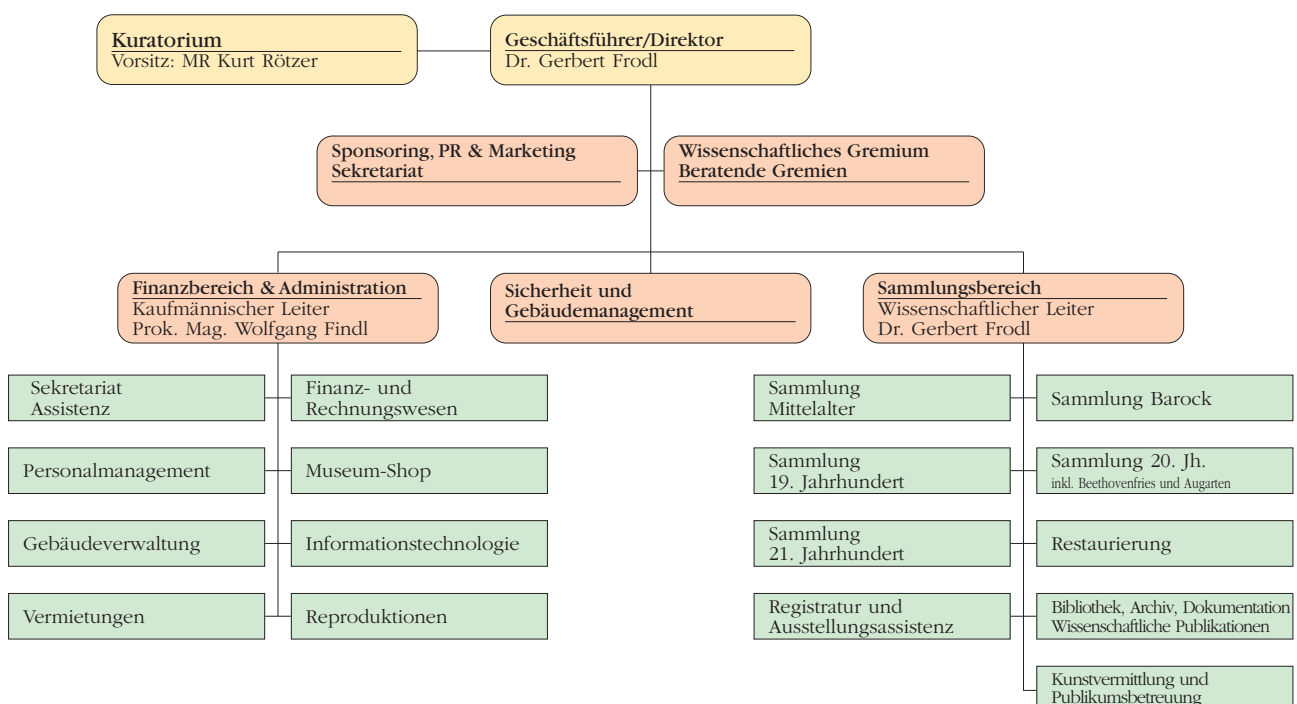 Kuratorium
Vorsitz: MR Kurt Rötzer
Geschäftsführer/Direktor
Dr. Gerbert Frodl
Sponsoring, PR & Marketing
Sekretariat
Wissenschaftliches Gremium
Beratende Gremien
Finanzbereich & Administration
Kaufmännischer Leiter
Prok. Mag. Wolfgang Findl
Sicherheit und
Gebäudemanagement
Sammlungsbereich
Wissenschaftlicher Leiter
Dr. Gerbert Frodl
Sekretariat
Assistenz
Finanz- und
Rechnungswesen
Personalmanagement
Museum-Shop
Gebäudeverwaltung
Informationstechnologie
Vermietungen
Reproduktionen
Sammlung
Mittelalter
Sammlung Barock
Sammlung
19. Jahrhundert
Sammlung 20. Jh.
inkl. Beethovenfries und Augarten
Sammlung
21. Jahrhundert
Restaurierung
Registratur und
Ausstellungsassistenz
Bibliothek, Archiv, Dokumentation
Wissenschaftliche Publikationen
Kunstvermittlung und
Publikumsbetreuung